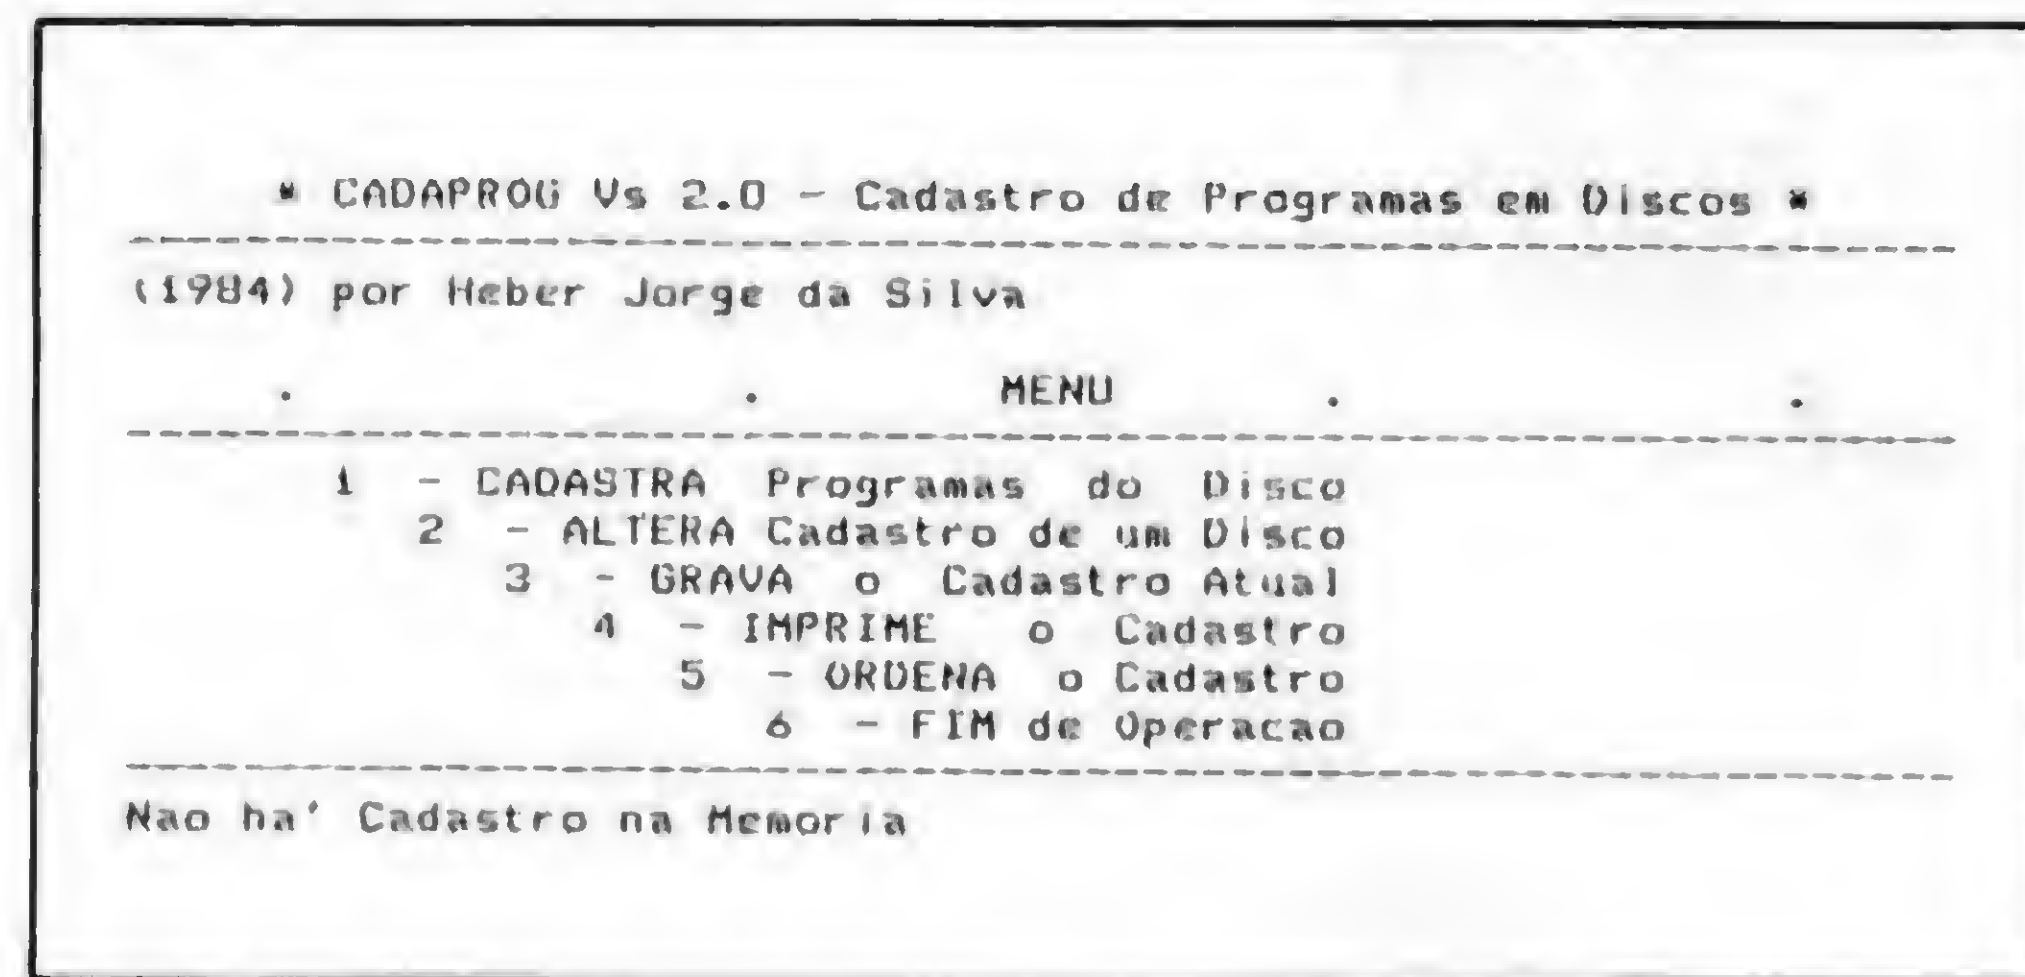 * CADAPROG Vs 2.0 - Cadastro de Programas em Discos *
(1984) por Heber Jorge da Silva
. . MENU . .
1 - CADASTRA Programas do Disco
2 - ALTERA Cadastro de um Disco
3 - GRAVA o Cadastro Atual
4 - IMPRIME o Cadastro
5 - ORDENA o Cadastro
6 - FIM de Operacao
Nao ha' Cadastro na Memoria